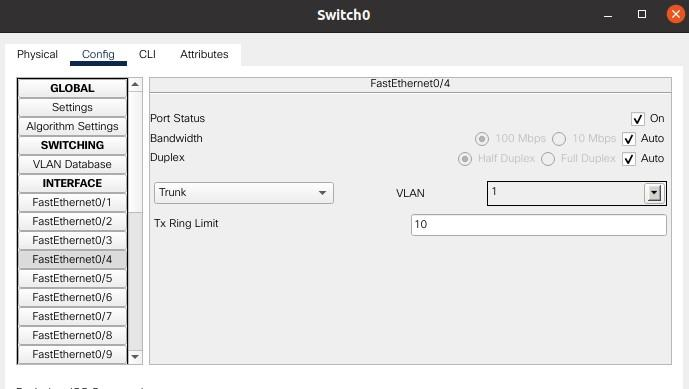 Switch0
Physical Config CLI Attributes
GLOBAL
Settings
Algorithm Settings
SWITCHING
VLAN Database
INTERFACE
FastEthernet0/1
FastEthernet0/2
FastEthernet0/3
FastEthernet0/4
FastEthernet0/5
FastEthernet0/6
FastEthernet0/7
FastEthernet0/8
FastEthernet0/9
FastEthernet0/4
Port Status On
Bandwidth 100 Mbps 10 Mbps Auto
Duplex Half Duplex Full Duplex Auto
Trunk VLAN 1
Tx Ring Limit 10